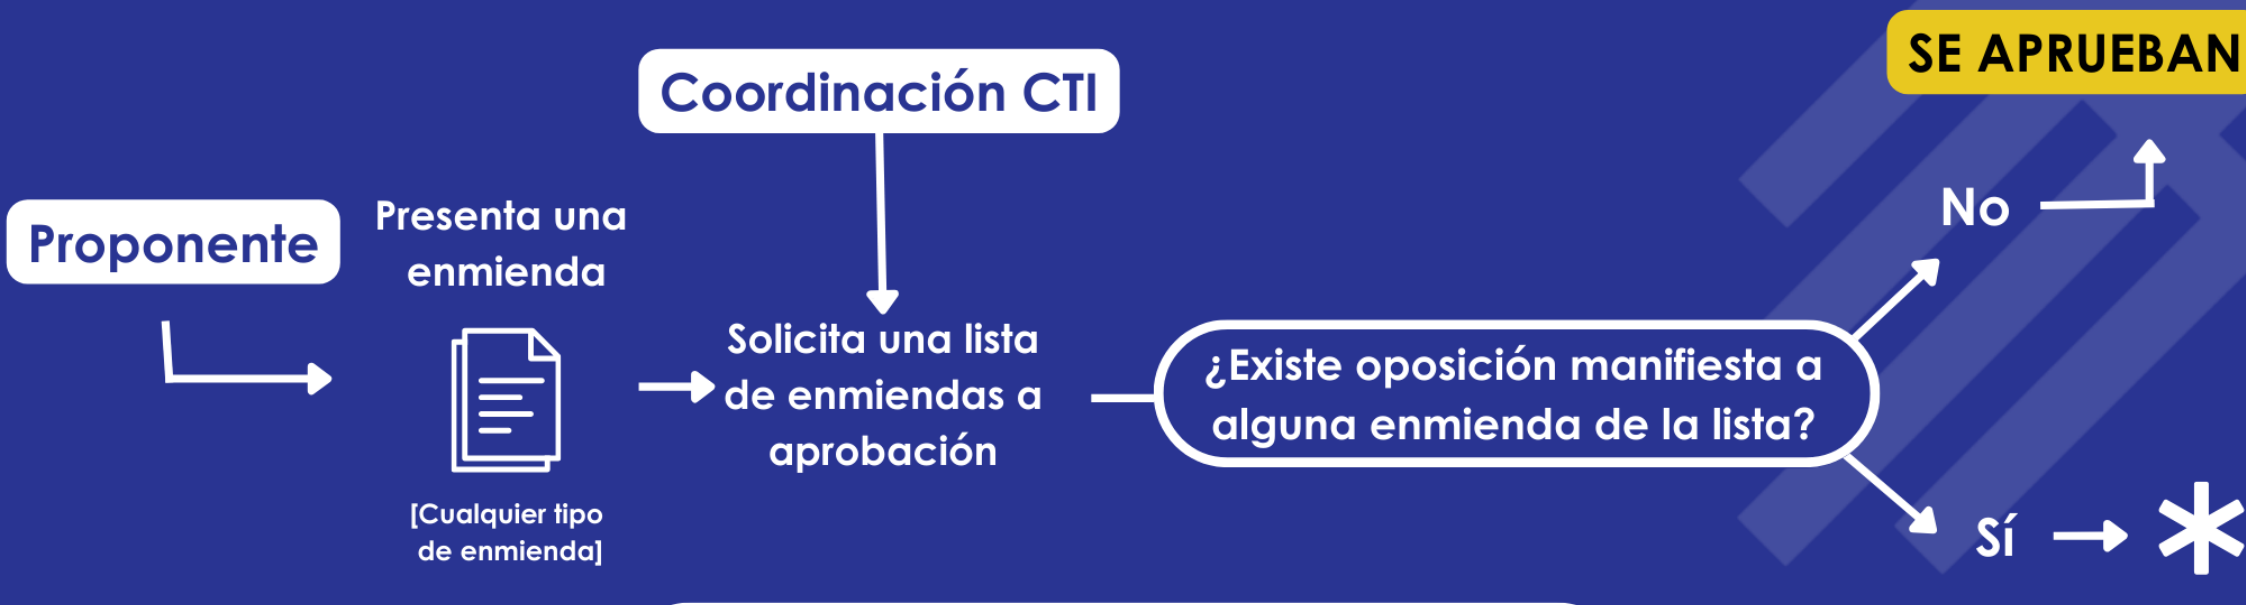 SE APRUEBAN
Coordinación CTI
Proponente
Presenta una
enmienda
[Cualquier tipo
de enmienda]
Solicita una lista
de enmiendas a
aprobación
¿Existe oposición manifiesta a
alguna enmienda de la lista?
No
Sí
*